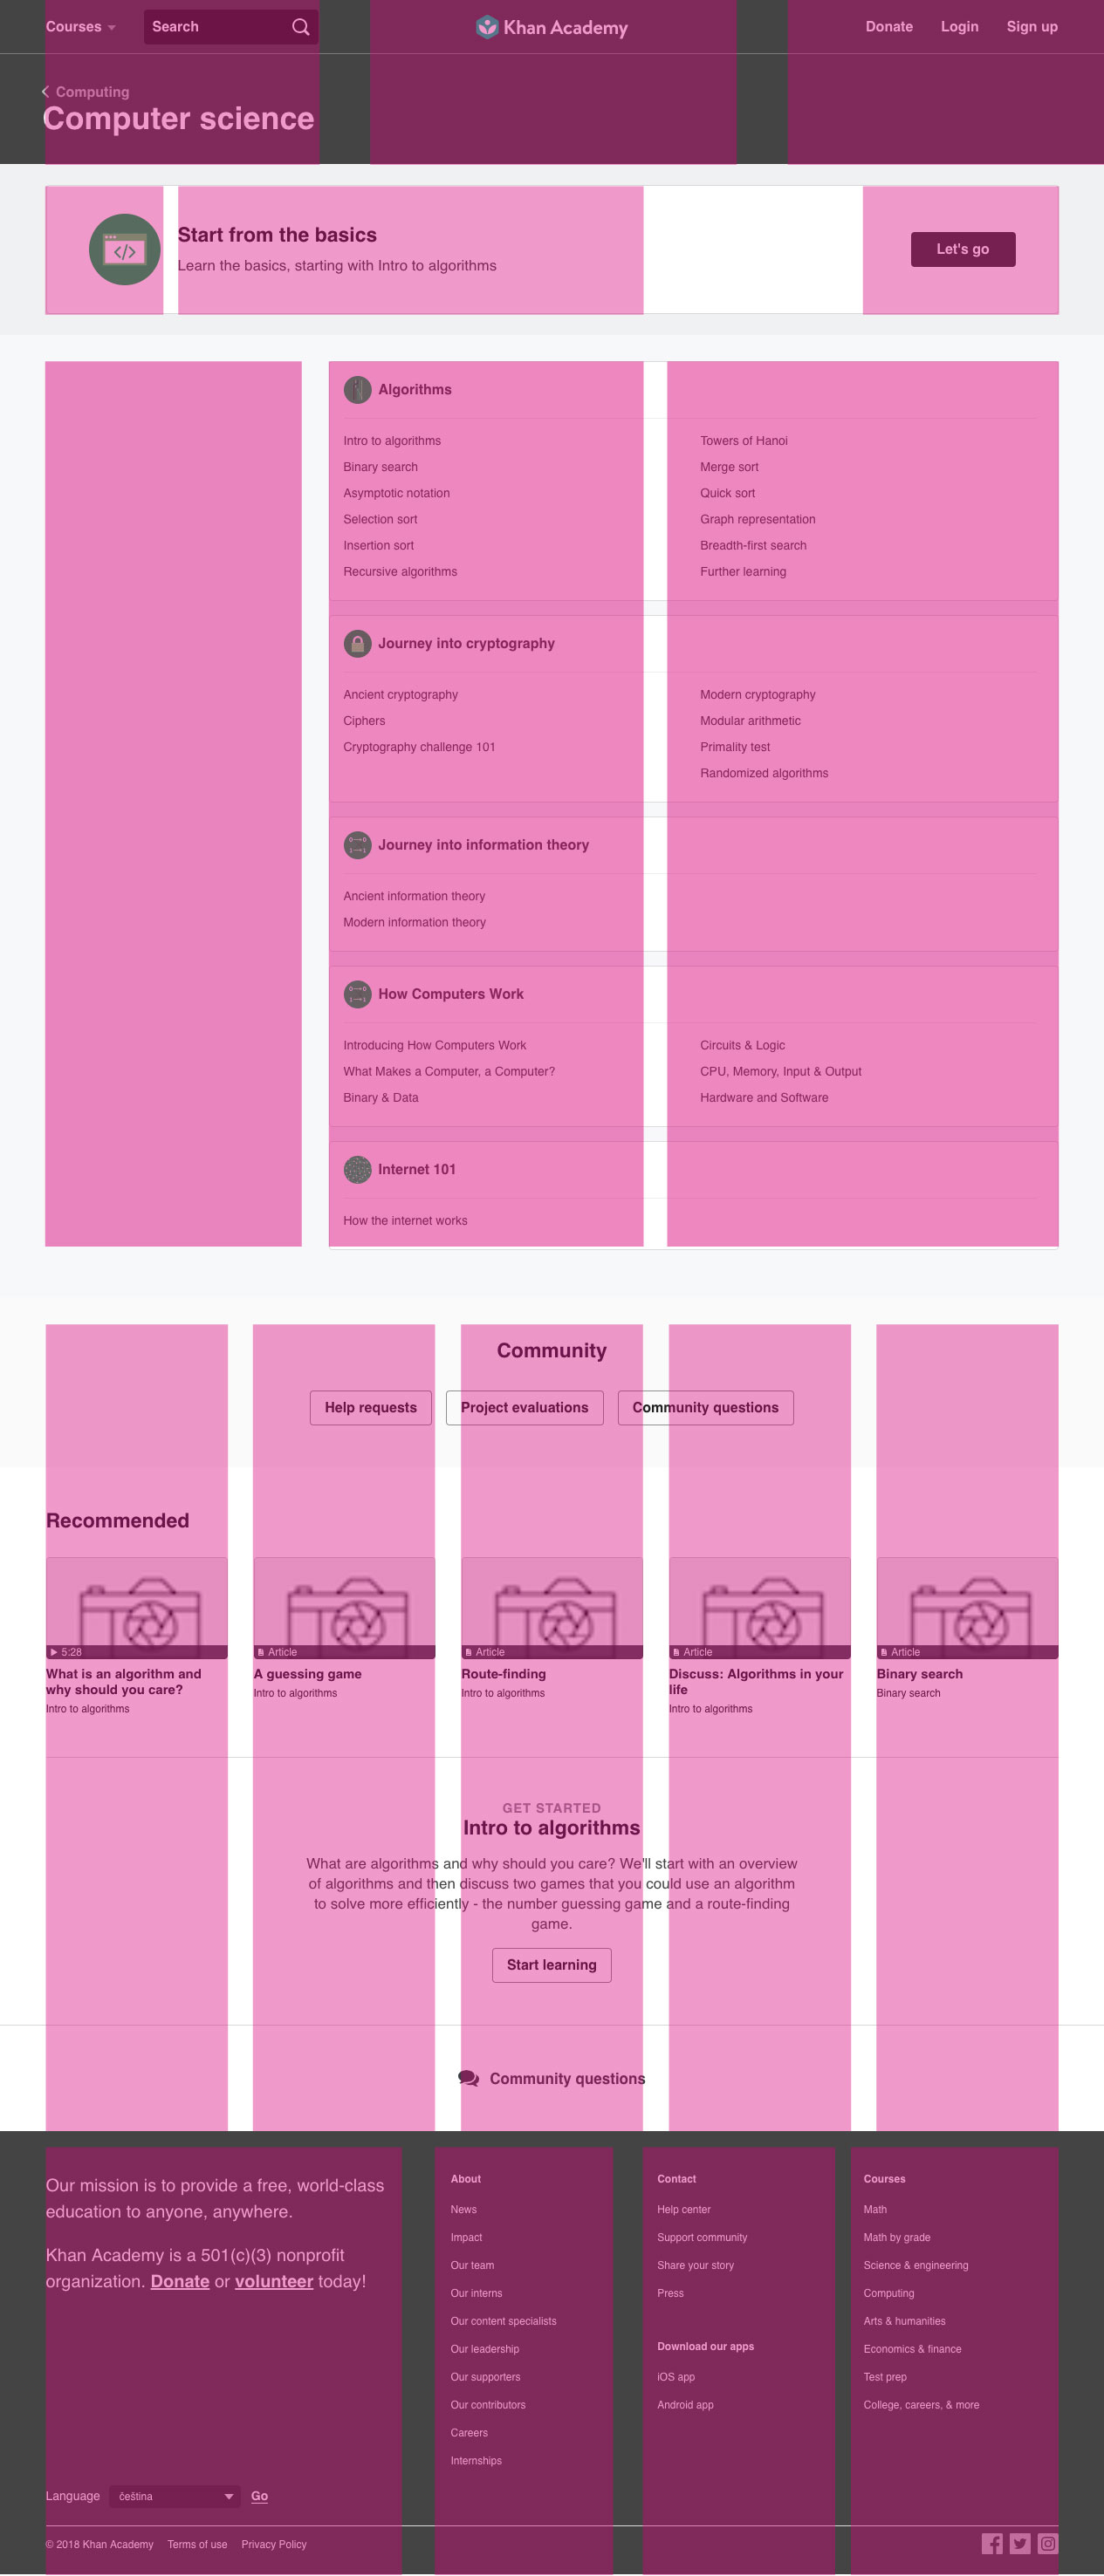 Courses
Search
Khan Academy
Donate
Login
Sign up
Computing
Computer science
Start from the basics
Learn the basics, starting with Intro to algorithms
Let's go
Algorithms
Intro to algorithms
Binary search
Asymptotic notation
Selection sort
Insertion sort
Recursive algorithms
Towers of Hanoi
Merge sort
Quick sort
Graph representation
Breadth-first search
Further learning
Journey into cryptography
Ancient cryptography
Ciphers
Cryptography challenge 101
Modern cryptography
Modular arithmetic
Primality test
Randomized algorithms
Journey into information theory
Ancient information theory
Modern information theory
How Computers Work
Introducing How Computers Work
What Makes a Computer, a Computer?
Binary & Data
Circuits & Logic
CPU, Memory, Input & Output
Hardware and Software
Internet 101
How the internet works
Community
Help requests
Project evaluations
Community questions
Recommended
5:28
What is an algorithm and
why should you care?
Intro to algorithms
Article
A guessing game
Intro to algorithms
Article
Route-finding
Intro to algorithms
Article
Discuss: Algorithms in your
life
Intro to algorithms
Article
Binary search
Binary search
GET STARTED
Intro to algorithms
What are algorithms and why should you care? We'll start with an overview
of algorithms and then discuss two games that you could use an algorithm
to solve more efficiently - the number guessing game and a route-finding
game.
Start learning
Community questions
Our mission is to provide a free, world-class
education to anyone, anywhere.
Khan Academy is a 501(c)(3) nonprofit
organization. Donate or volunteer today!
About
News
Impact
Our team
Our interns
Our content specialists
Our leadership
Our supporters
Our contributors
Careers
Internships
Contact
Help center
Support community
Share your story
Press
Download our apps
iOS app
Android app
Courses
Math
Math by grade
Science & engineering
Computing
Arts & humanities
Economics & finance
Test prep
College, careers, & more
Language
čeština
Go
© 2018 Khan Academy
Terms of use
Privacy Policy